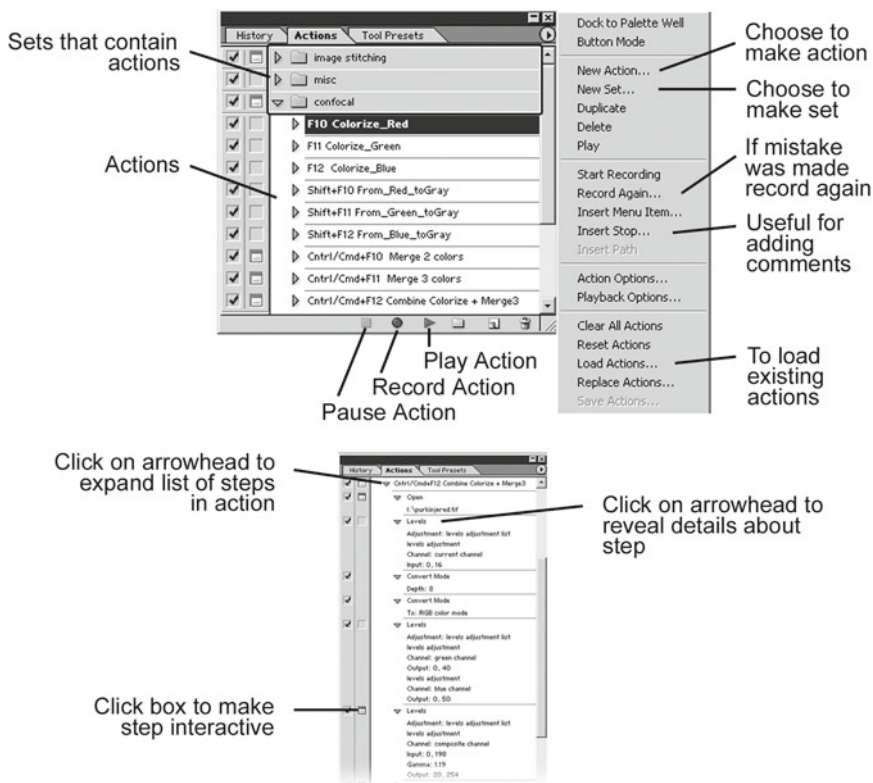 History
Actions
Tool Presets
Sets that contain
actions
image stitching
misc
confocal
Actions
F10 Colorize_Red
F11 Colorize_Green
F12 Colorize_Blue
Shift+F10 From_Red_toGray
Shift+F11 From_Green_toGray
Shift+F12 From_Blue_toGray
Cntrl/Cmd+F10 Merge 2 colors
Cntrl/Cmd+F11 Merge 3 colors
Cntrl/Cmd+F12 Combine Colorize + Merge3
Play Action
Record Action
Pause Action
Dock to Palette Well
Button Mode
New Action...
New Set...
Duplicate
Delete
Play
Start Recording
Record Again...
Insert Menu Item...
Insert Stop...
Insert Path
Action Options...
Playback Options...
Clear All Actions
Reset Actions
Load Actions...
Replace Actions...
Save Actions...
Choose to
make action
Choose to
make set
If mistake
was made
record again
Useful for
adding
comments
To load
existing
actions
Click on arrowhead to
expand list of steps
in action
History
Actions
Tool Presets
Cntrl/Cmd+F12 Combine Colorize + Merge3
Open
I:\purkinjered.tif
Levels
Adjustment: levels adjustment list
levels adjustment
Channel: current channel
Input: 0, 16
Convert Mode
Depth: 8
Convert Mode
To: RGB color mode
Levels
Adjustment: levels adjustment list
levels adjustment
Channel: green channel
Output: 0, 40
levels adjustment
Channel: blue channel
Output: 0, 50
Levels
Adjustment: levels adjustment list
levels adjustment
Channel: composite channel
Input: 0, 198
Gamma: 1.19
Output: 20, 254
Click on arrowhead to
reveal details about
step
Click box to make
step interactive